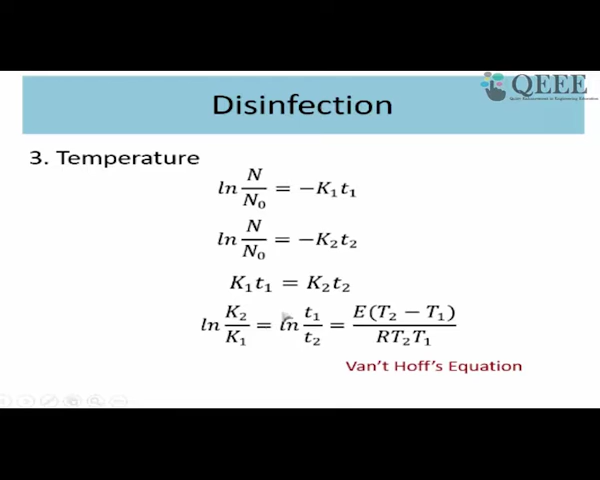 QEEE
Disinfection
3. Temperature
ln N/N₀ = −K₁t₁
ln N/N₀ = −K₂t₂
K₁t₁ = K₂t₂
ln K₂/K₁ = ln t₁/t₂ = E(T₂ − T₁)/RT₂T₁
Van't Hoff's Equation